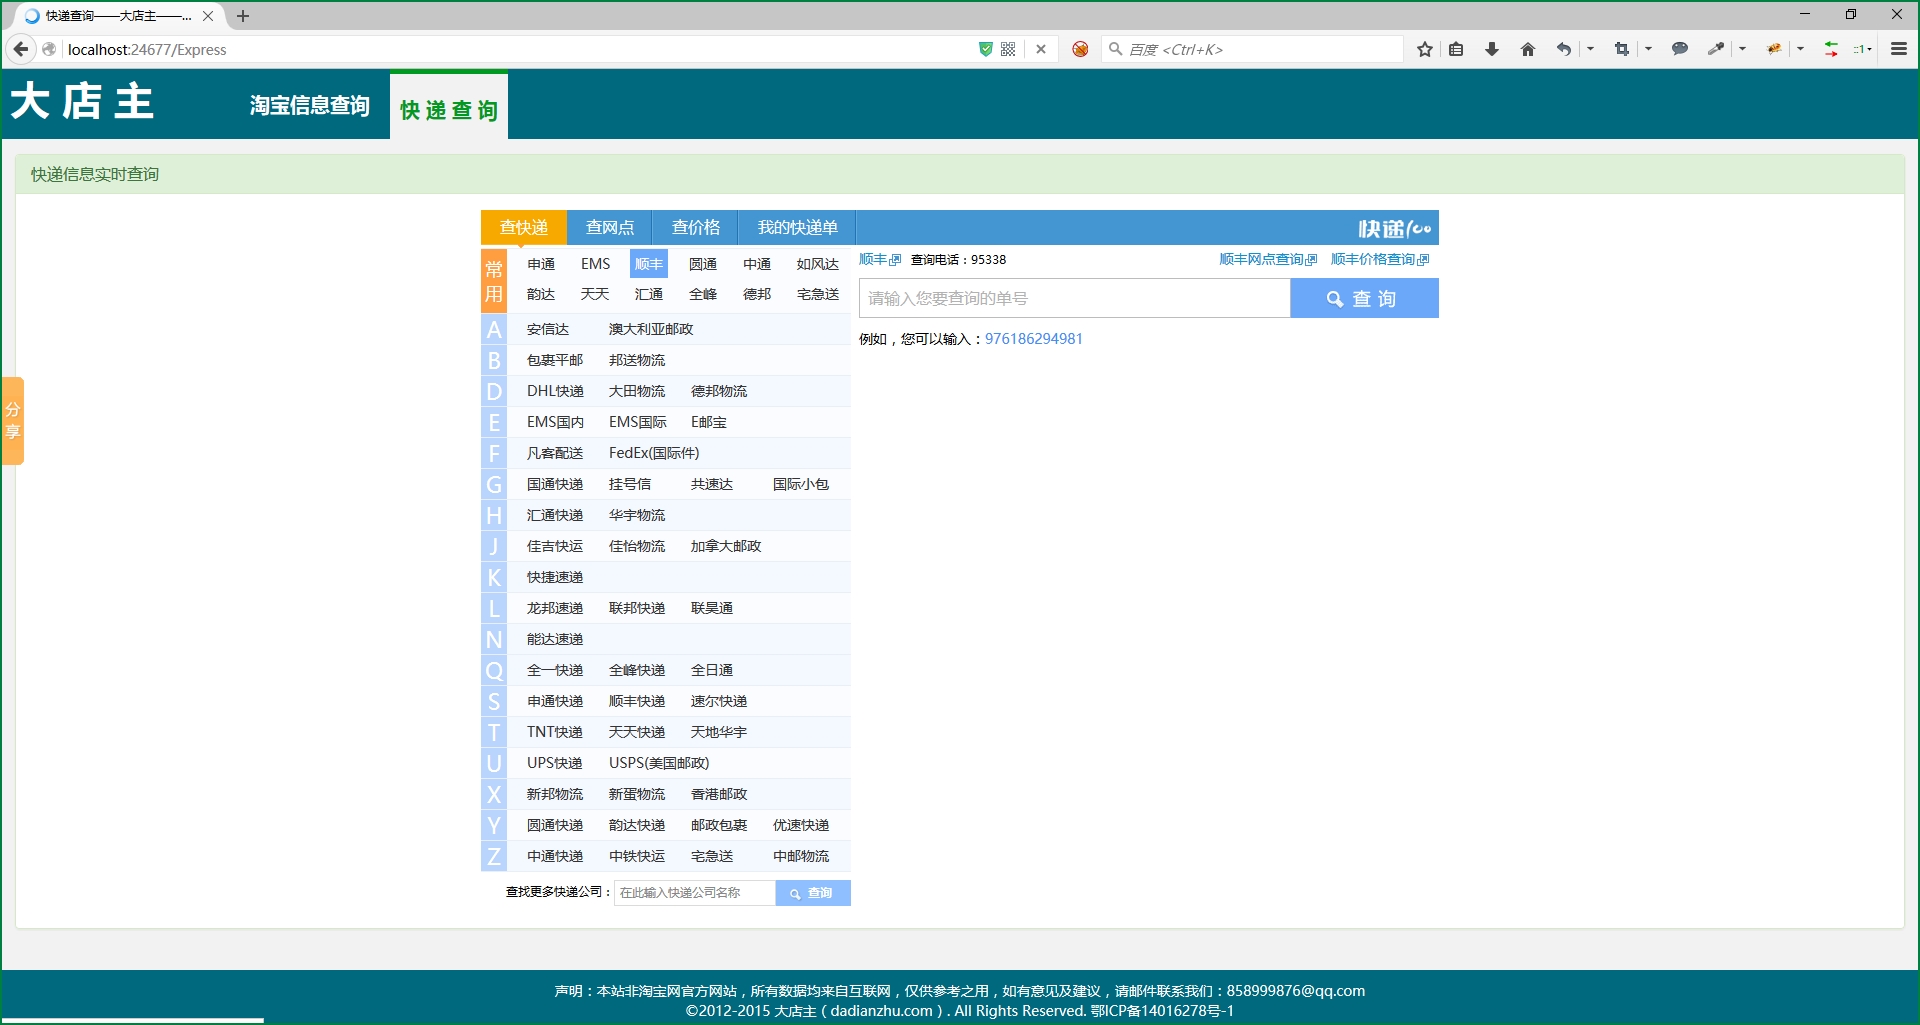 快递查询——大店主——...
localhost:24677/Express
百度 <Ctrl+K>
::1
大店主
淘宝信息查询
快递查询
快递信息实时查询
查快递 查网点 查价格 我的快递单
快递100
常用
申通 EMS 顺丰 圆通 中通 如风达
韵达 天天 汇通 全峰 德邦 宅急送
A 安信达 澳大利亚邮政
B 包裹平邮 邦送物流
D DHL快递 大田物流 德邦物流
E EMS国内 EMS国际 E邮宝
F 凡客配送 FedEx(国际件)
G 国通快递 挂号信 共速达 国际小包
H 汇通快递 华宇物流
J 佳吉快运 佳怡物流 加拿大邮政
K 快捷速递
L 龙邦速递 联邦快递 联昊通
N 能达速递
Q 全一快递 全峰快递 全日通
S 申通快递 顺丰快递 速尔快递
T TNT快递 天天快递 天地华宇
U UPS快递 USPS(美国邮政)
X 新邦物流 新蛋物流 香港邮政
Y 圆通快递 韵达快递 邮政包裹 优速快递
Z 中通快递 中铁快运 宅急送 中邮物流
查找更多快递公司： 在此输入快递公司名称 查询
顺丰 查询电话：95338 顺丰网点查询 顺丰价格查询
请输入您要查询的单号 查 询
例如，您可以输入：976186294981
分享
声明：本站非淘宝网官方网站，所有数据均来自互联网，仅供参考之用，如有意见及建议，请邮件联系我们：858999876@qq.com
©2012-2015 大店主（dadianzhu.com）. All Rights Reserved. 鄂ICP备14016278号-1